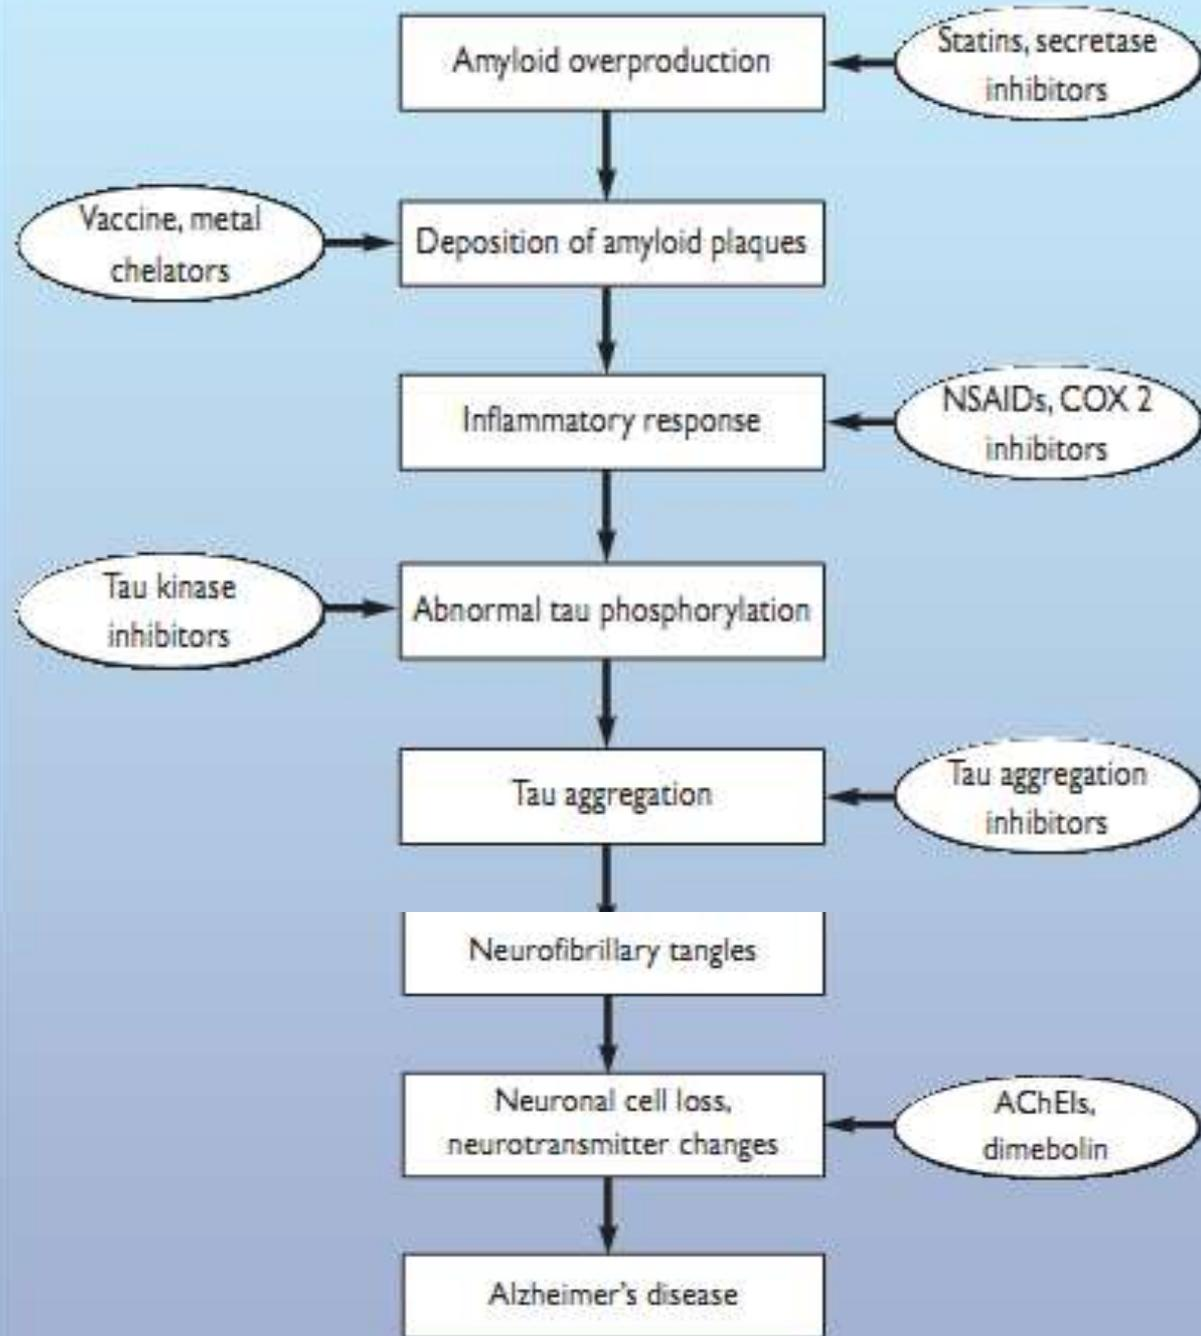 Amyloid overproduction
Statins, secretase
inhibitors
Vaccine, metal
chelators
Deposition of amyloid plaques
Inflammatory response
NSAIDs, COX 2
inhibitors
Tau kinase
inhibitors
Abnormal tau phosphorylation
Tau aggregation
Tau aggregation
inhibitors
Neurofibrillary tangles
Neuronal cell loss,
neurotransmitter changes
AChEIs,
dimebolin
Alzheimer's disease